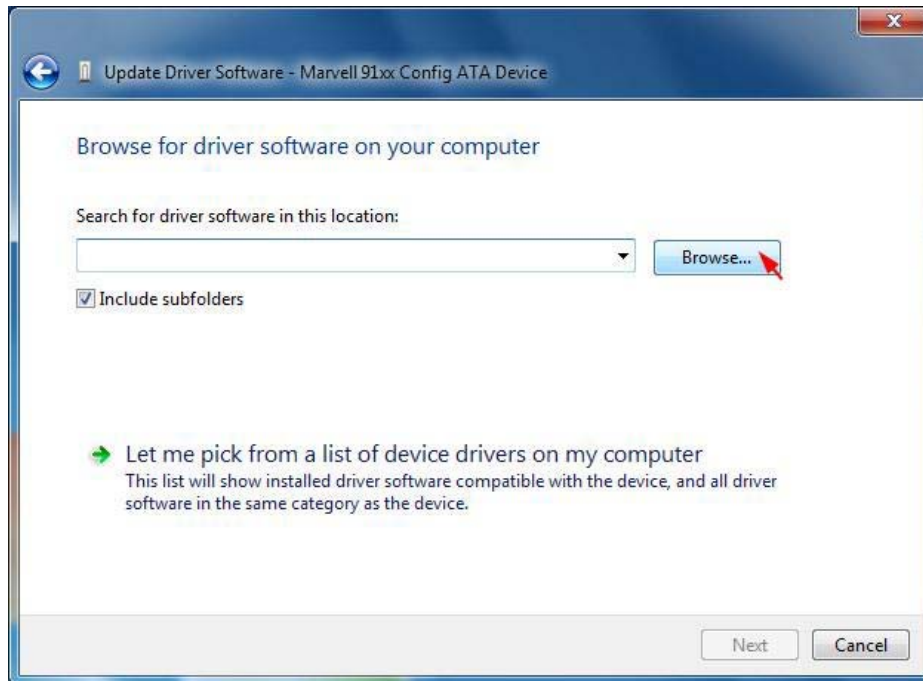 Update Driver Software - Marvell 91xx Config ATA Device
Browse for driver software on your computer
Search for driver software in this location:
Browse...
Include subfolders
Let me pick from a list of device drivers on my computer
This list will show installed driver software compatible with the device, and all driver
software in the same category as the device.
Next
Cancel